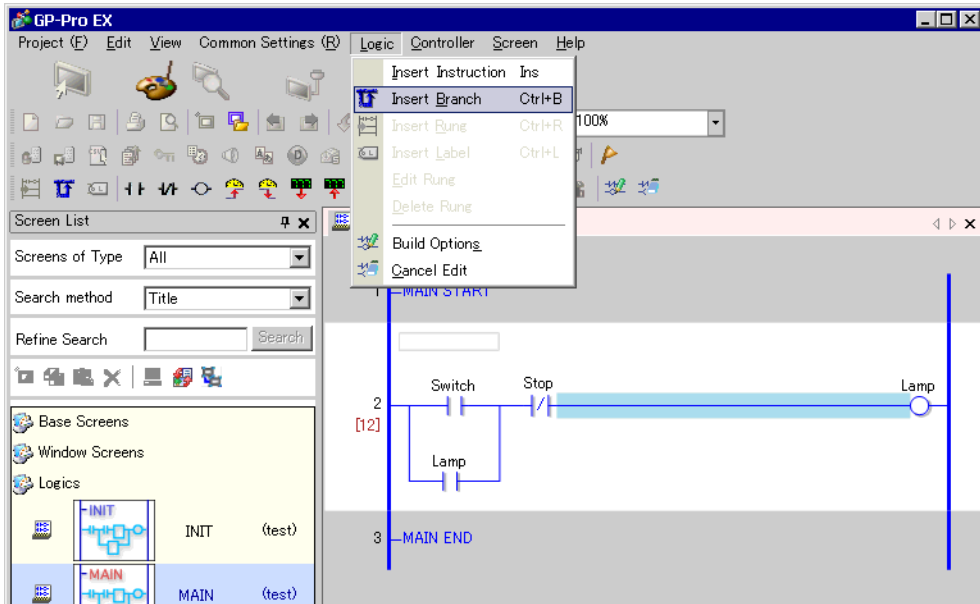 GP-Pro EX
Project (F) Edit View Common Settings (R) Logic Controller Screen Help
Insert Instruction Ins
Insert Branch Ctrl+B
Insert Rung Ctrl+R
100%
Insert Label Ctrl+L
Edit Rung
Delete Rung
Build Options
Cancel Edit
Screen List
Screens of Type All
Search method Title
Refine Search Search
Base Screens
Window Screens
Logics
INIT
INIT (test)
MAIN
MAIN (test)
1 MAIN START
Switch Stop Lamp
2
[12]
Lamp
3 MAIN END